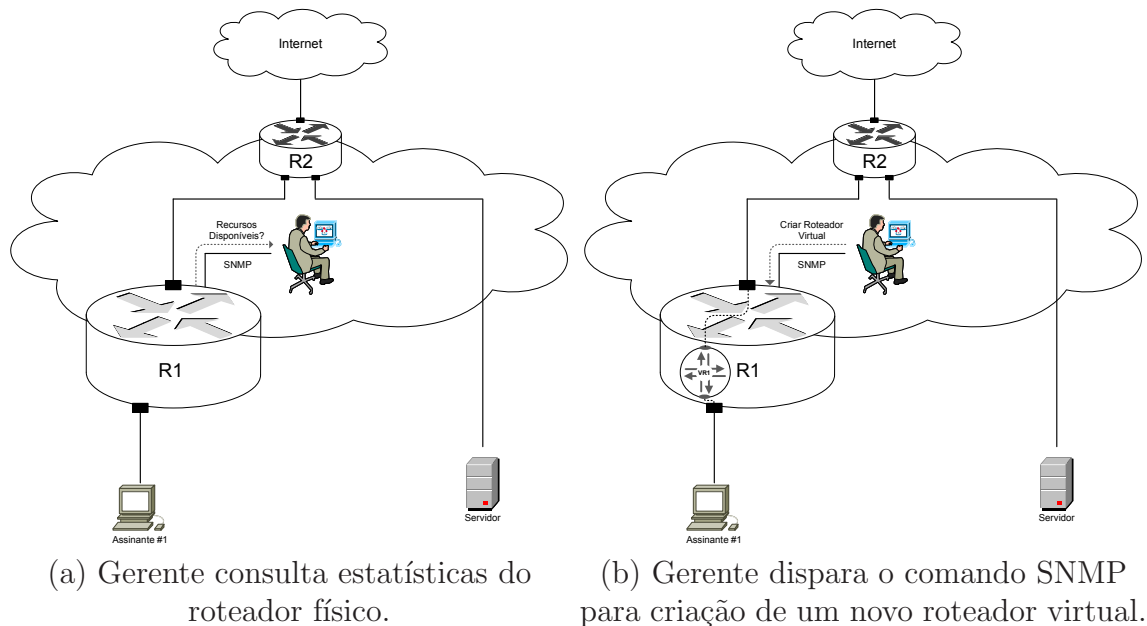 Internet
R2
Recursos
Disponíveis?
SNMP
R1
Assinante #1
Servidor
(a) Gerente consulta estatísticas do
roteador físico.
Internet
R2
Criar Roteador
Virtual
SNMP
VR1
R1
Assinante #1
Servidor
(b) Gerente dispara o comando SNMP
para criação de um novo roteador virtual.